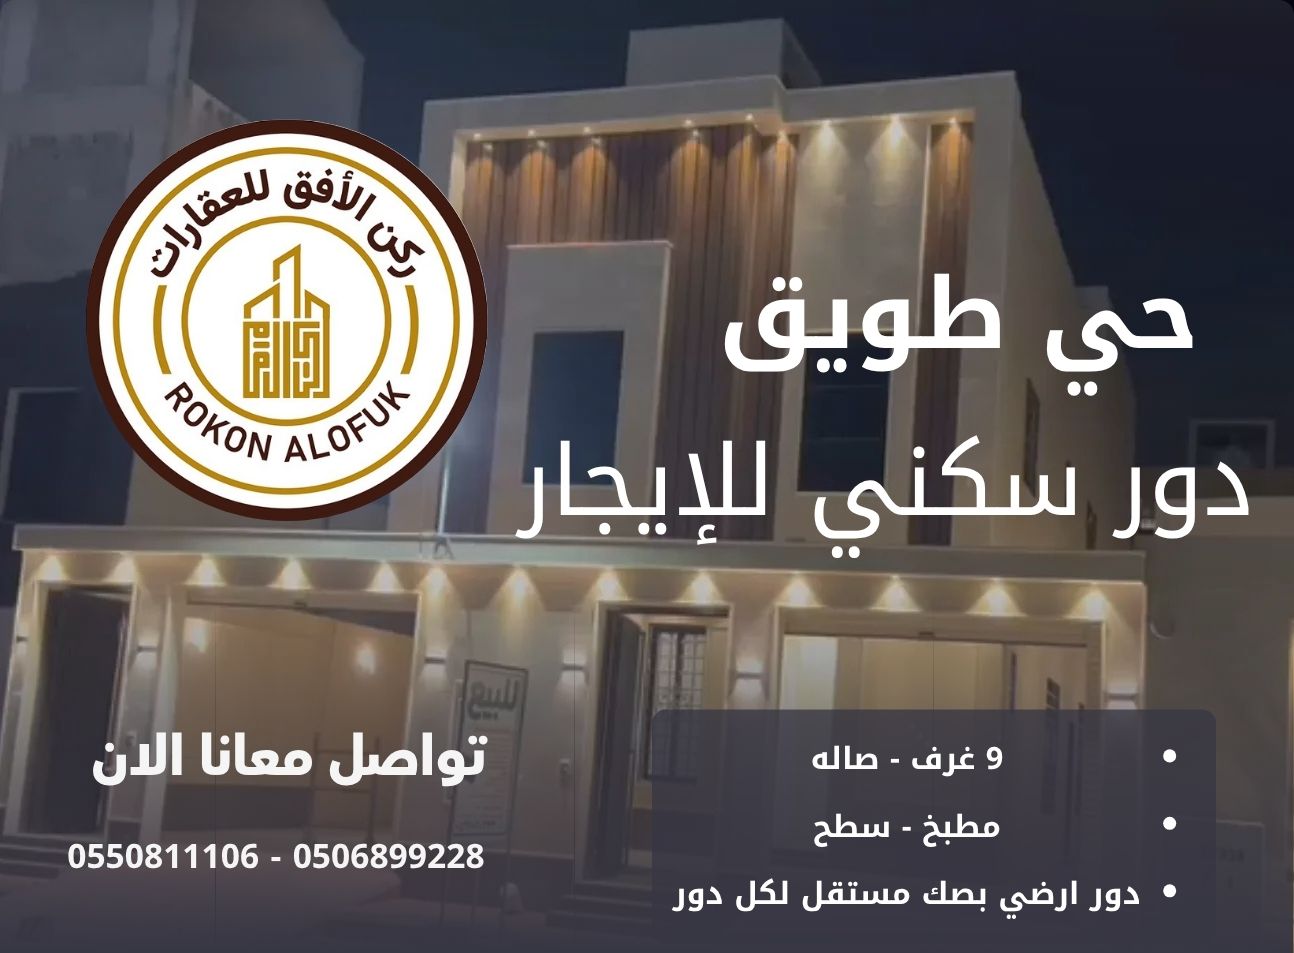 ركن الأفق للعقارات
ROKON ALOFUK
حي طويق
دور سكني للإيجار
للبيع
9 غرف - صاله
مطبخ - سطح
دور ارضي بصك مستقل لكل دور
تواصل معانا الان
0550811106 - 0506899228